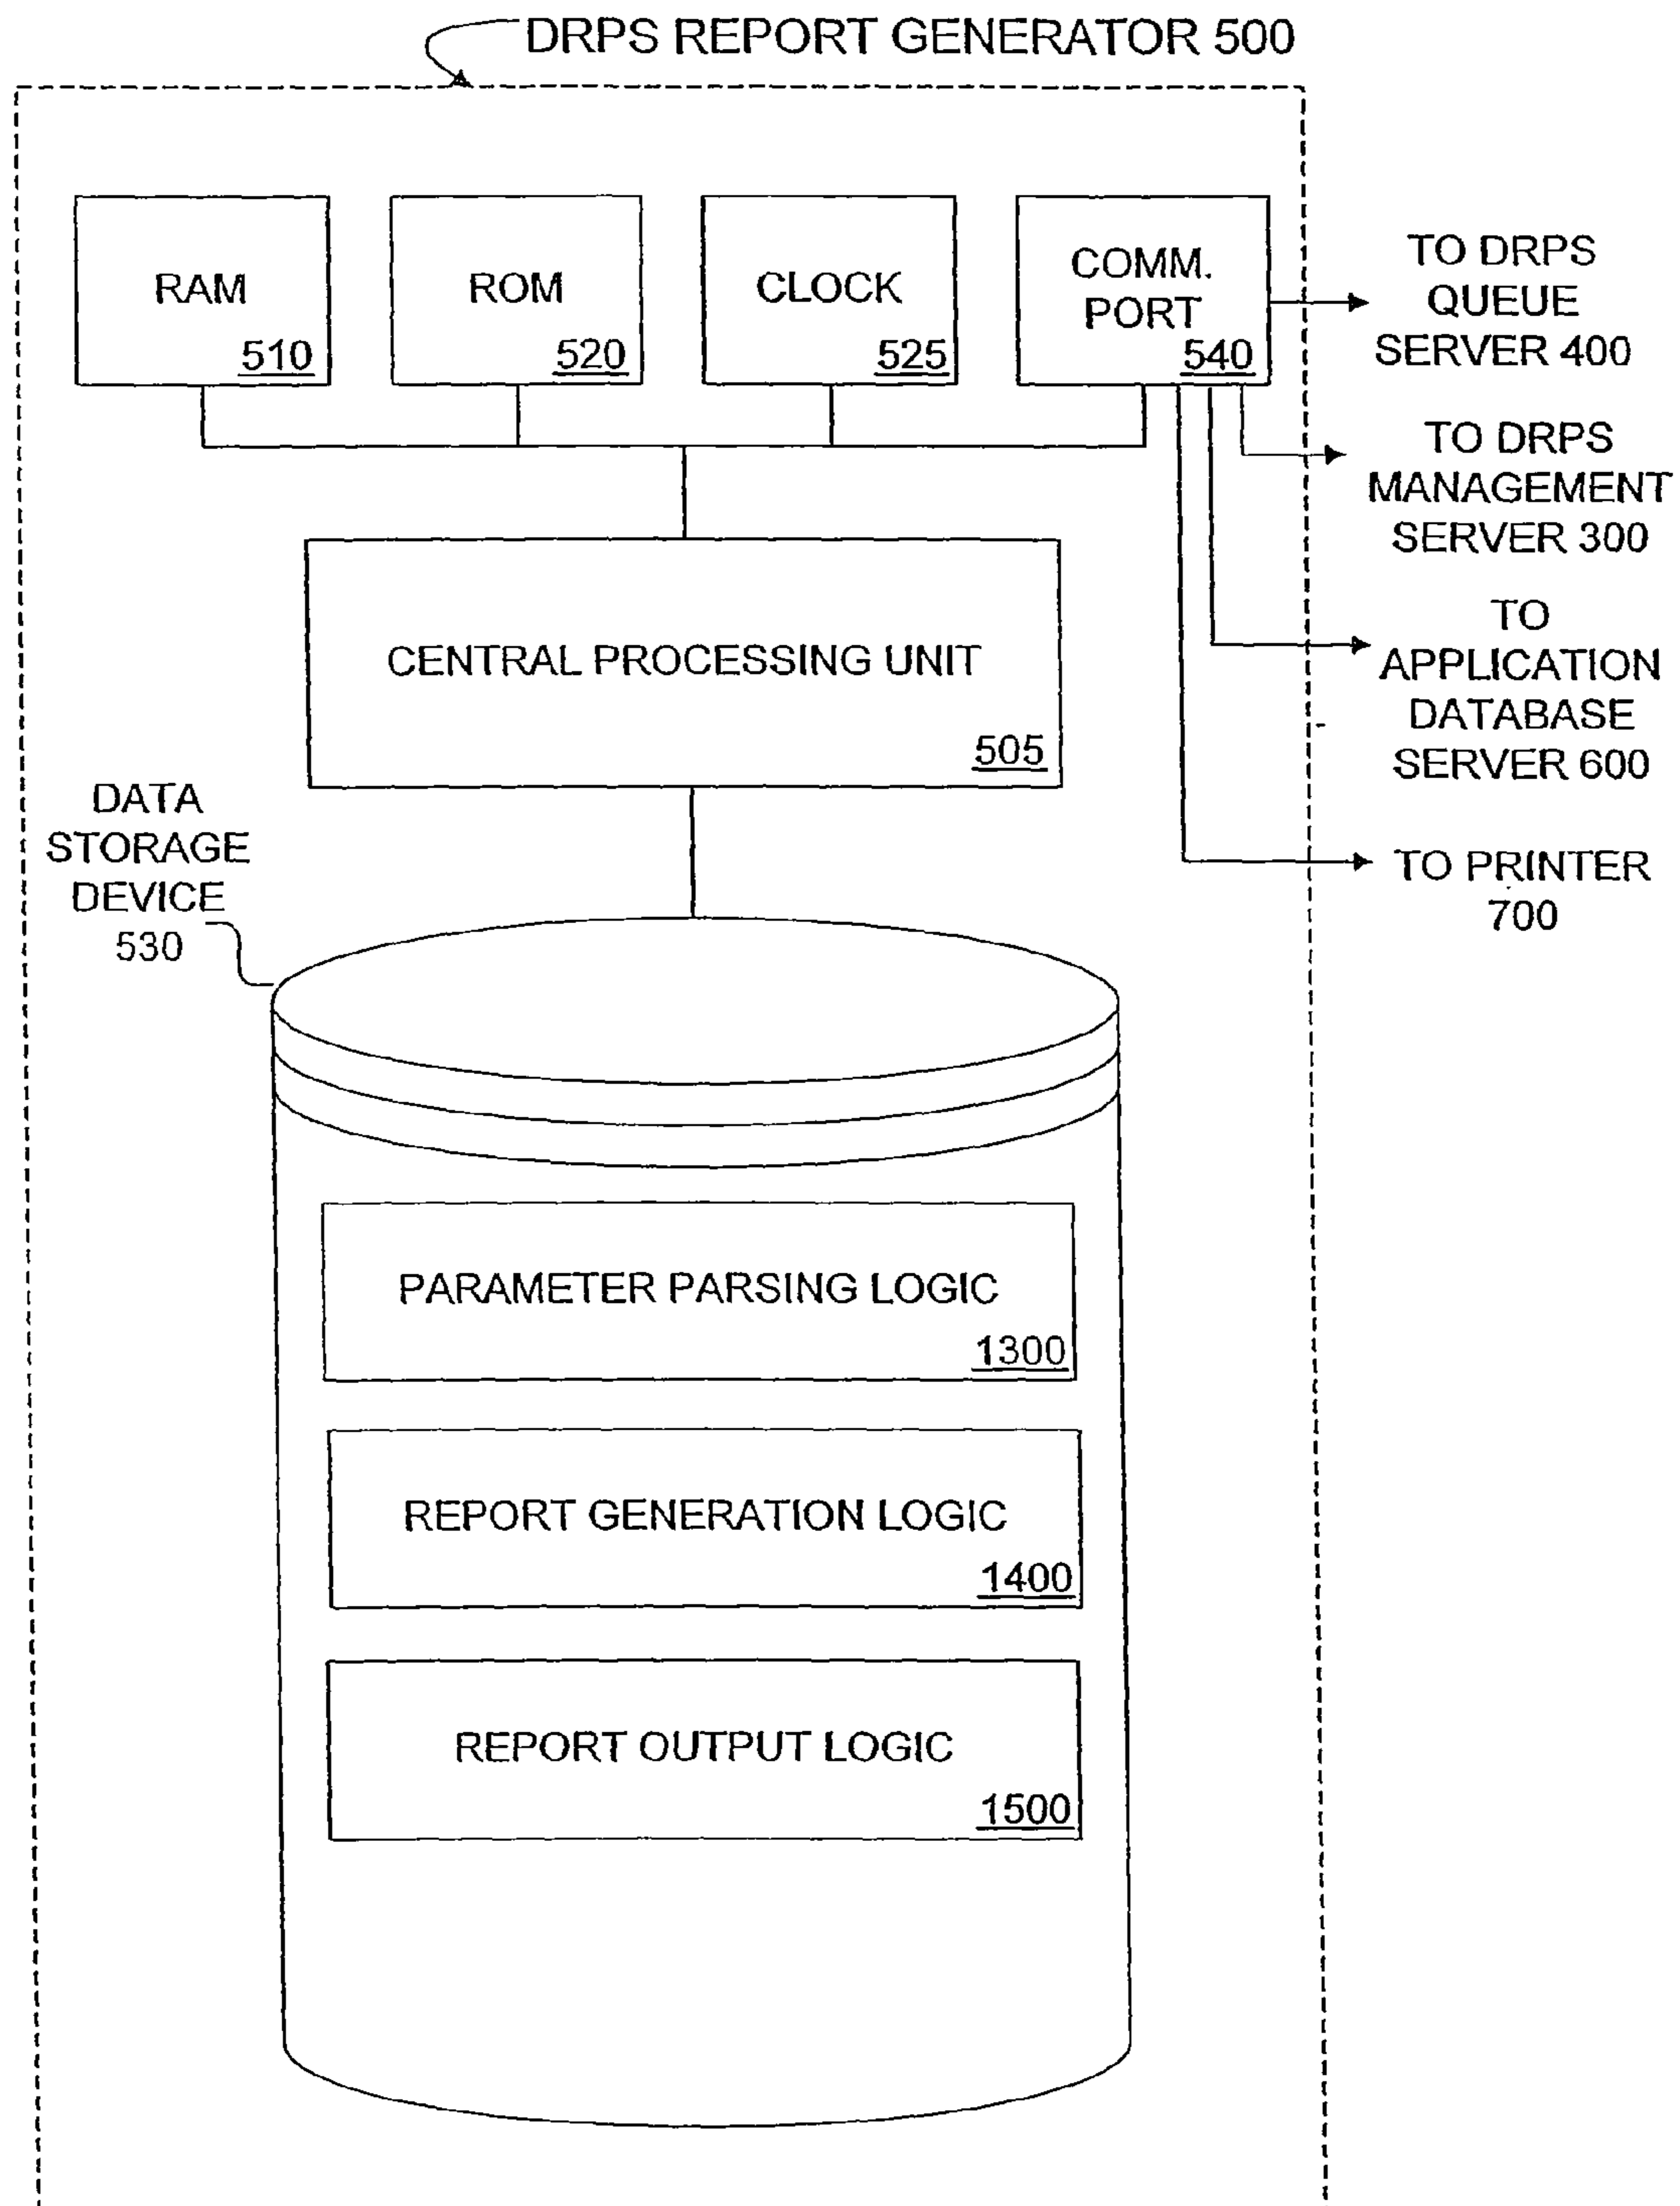 DRPS REPORT GENERATOR 500
RAM
510
ROM
520
CLOCK
525
COMM.
PORT
540
TO DRPS
QUEUE
SERVER 400
TO DRPS
MANAGEMENT
SERVER 300
TO
APPLICATION
DATABASE
SERVER 600
TO PRINTER
700
CENTRAL PROCESSING UNIT
505
DATA
STORAGE
DEVICE
530
PARAMETER PARSING LOGIC
1300
REPORT GENERATION LOGIC
1400
REPORT OUTPUT LOGIC
1500